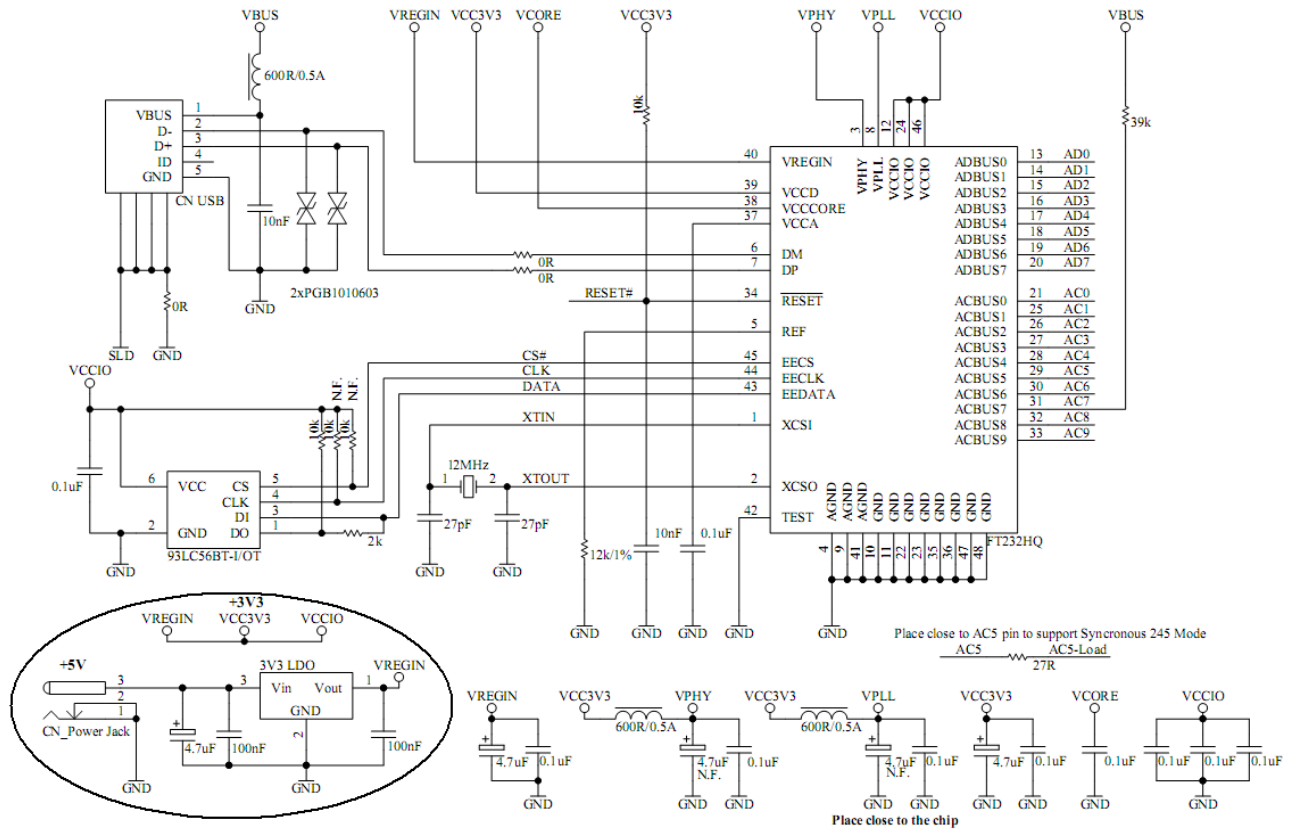 VBUS
VREGIN
VCC3V3
VCORE
VCC3V3
VPHY
VPLL
VCCIO
VBUS
600R/0.5A
10k
39k
VBUS 1
D- 2
D+ 3
ID 4
GND 5
CN USB
10nF
2xPGB1010603
0R
0R
0R
GND
SLD
GND
RESET#
3
8
12
24
46
VPHY
VPLL
VCCIO
VCCIO
VCCIO
40 VREGIN
39 VCCD
38 VCCCORE
37 VCCA
6 DM
7 DP
34 RESET
5 REF
45 EECS
44 EECLK
43 EEDATA
1 XCSI
2 XCSO
42 TEST
ADBUS0 13 AD0
ADBUS1 14 AD1
ADBUS2 15 AD2
ADBUS3 16 AD3
ADBUS4 17 AD4
ADBUS5 18 AD5
ADBUS6 19 AD6
ADBUS7 20 AD7
ACBUS0 21 AC0
ACBUS1 25 AC1
ACBUS2 26 AC2
ACBUS3 27 AC3
ACBUS4 28 AC4
ACBUS5 29 AC5
ACBUS6 30 AC6
ACBUS7 31 AC7
ACBUS8 32 AC8
ACBUS9 33 AC9
AGND
AGND
AGND
GND
GND
GND
GND
GND
GND
GND
GND
4
9
41
10
11
22
23
35
36
47
48
FT232HQ
GND
CS#
CLK
DATA
XTIN
XTOUT
VCCIO
N.F.
N.F.
10k
10k
10k
0.1uF
6 VCC CS 5
CLK 4
DI 3
2 GND DO 1
93LC56BT-I/OT
2k
GND
12MHz
1
2
27pF
27pF
GND
GND
12k/1%
10nF
0.1uF
GND
GND
GND
GND
+3V3
VREGIN
VCC3V3
VCCIO
+5V
3
2
1
CN_Power Jack
GND
+
4.7uF
100nF
3V3 LDO
3 Vin Vout 1
GND
2
VREGIN
100nF
GND
Place close to AC5 pin to support Syncronous 245 Mode
AC5
AC5-Load
27R
VREGIN
+
4.7uF
0.1uF
GND
VCC3V3
600R/0.5A
VPHY
+
4.7uF
N.F.
0.1uF
GND
GND
VCC3V3
600R/0.5A
VPLL
+
4.7uF
N.F.
0.1uF
GND
GND
VCC3V3
+
4.7uF
0.1uF
GND
GND
VCORE
0.1uF
GND
VCCIO
0.1uF
0.1uF
0.1uF
GND
Place close to the chip